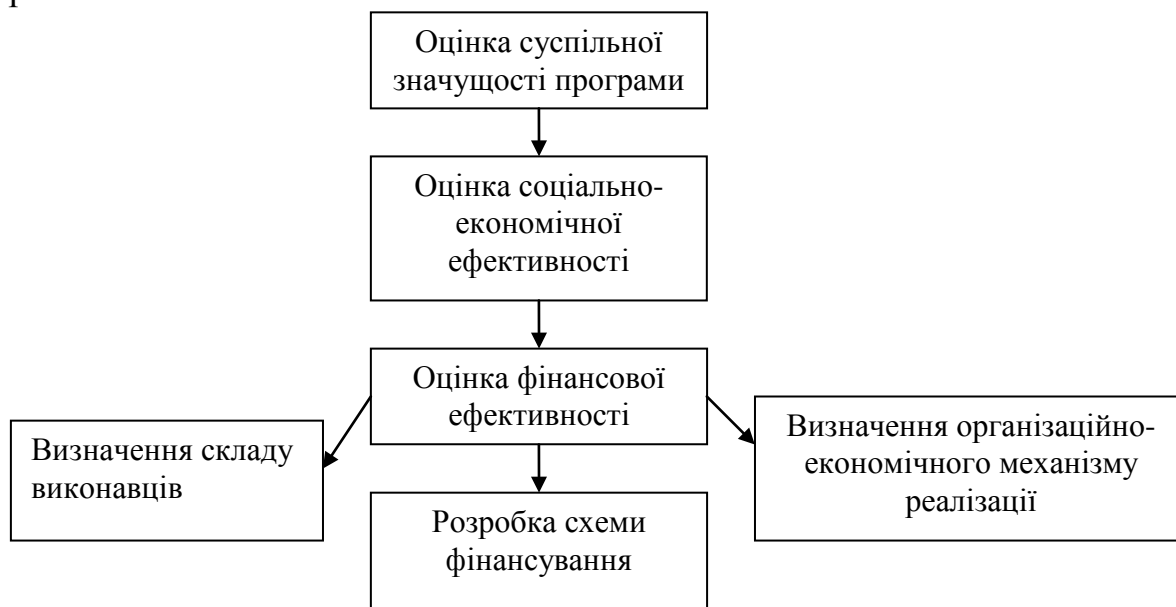 Оцінка суспільної
значущості програми
Оцінка соціально-
економічної
ефективності
Оцінка фінансової
ефективності
Визначення складу
виконавців
Визначення організаційно-
економічного механізму
реалізації
Розробка схеми
фінансування